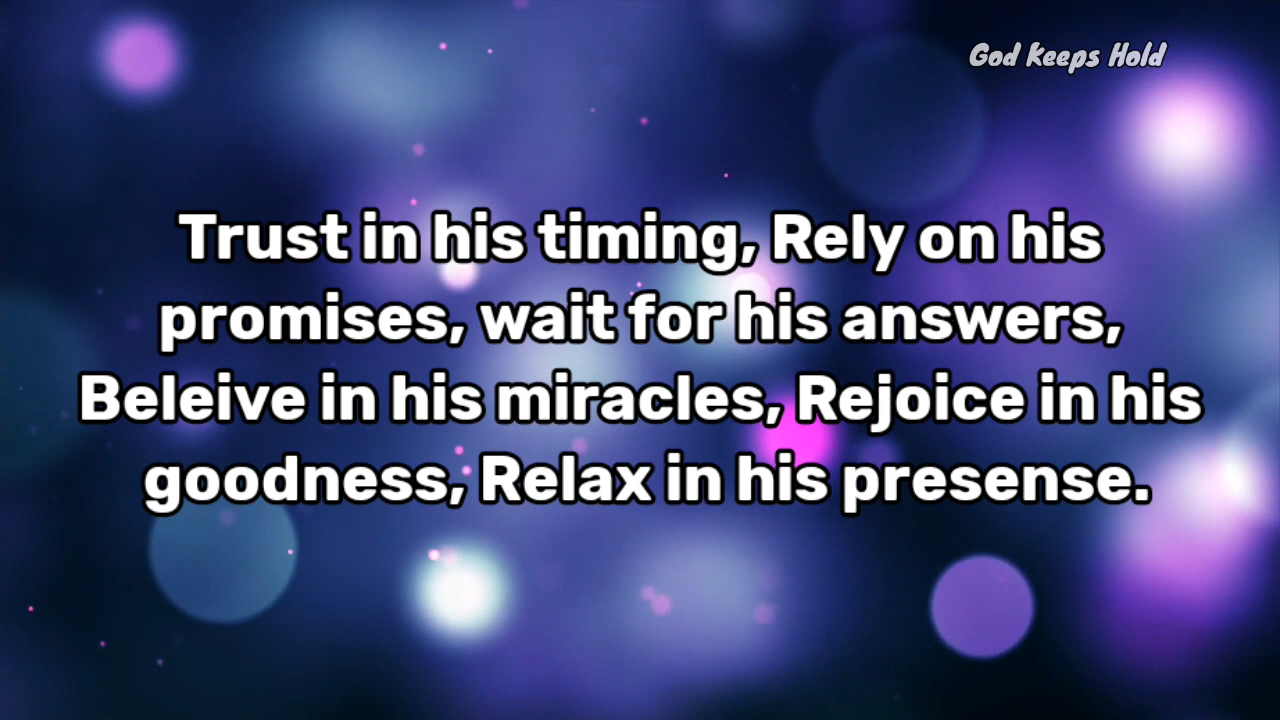 God Keeps Hold
Trust in his timing, Rely on his
promises, wait for his answers,
Beleive in his miracles, Rejoice in his
goodness, Relax in his presense.